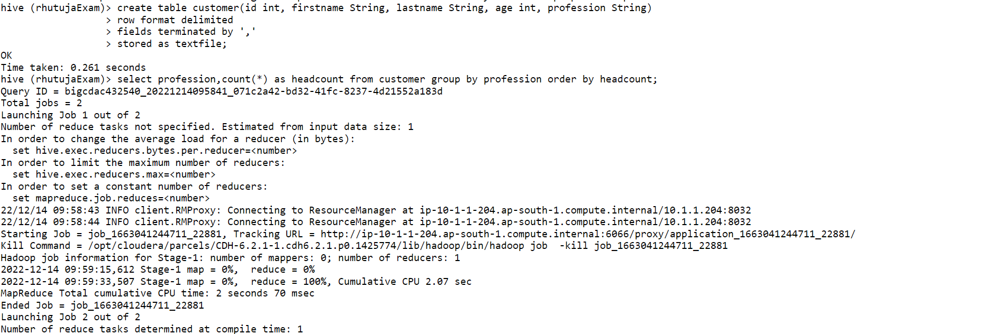 hive (rhutujaExam)> create table customer(id int, firstname String, lastname String, age int, profession String)
> row format delimited
> fields terminated by ','
> stored as textfile;
OK
Time taken: 0.261 seconds
hive (rhutujaExam)> select profession,count(*) as headcount from customer group by profession order by headcount;
Query ID = bigcdac432540_20221214095841_071c2a42-bd32-41fc-8237-4d21552a183d
Total jobs = 2
Launching Job 1 out of 2
Number of reduce tasks not specified. Estimated from input data size: 1
In order to change the average load for a reducer (in bytes):
  set hive.exec.reducers.bytes.per.reducer=<number>
In order to limit the maximum number of reducers:
  set hive.exec.reducers.max=<number>
In order to set a constant number of reducers:
  set mapreduce.job.reduces=<number>
22/12/14 09:58:43 INFO client.RMProxy: Connecting to ResourceManager at ip-10-1-1-204.ap-south-1.compute.internal/10.1.1.204:8032
22/12/14 09:58:44 INFO client.RMProxy: Connecting to ResourceManager at ip-10-1-1-204.ap-south-1.compute.internal/10.1.1.204:8032
Starting Job = job_1663041244711_22881, Tracking URL = http://ip-10-1-1-204.ap-south-1.compute.internal:6066/proxy/application_1663041244711_22881/
Kill Command = /opt/cloudera/parcels/CDH-6.2.1-1.cdh6.2.1.p0.1425774/lib/hadoop/bin/hadoop job  -kill job_1663041244711_22881
Hadoop job information for Stage-1: number of mappers: 0; number of reducers: 1
2022-12-14 09:59:15,612 Stage-1 map = 0%,  reduce = 0%
2022-12-14 09:59:33,507 Stage-1 map = 0%,  reduce = 100%, Cumulative CPU 2.07 sec
MapReduce Total cumulative CPU time: 2 seconds 70 msec
Ended Job = job_1663041244711_22881
Launching Job 2 out of 2
Number of reduce tasks determined at compile time: 1